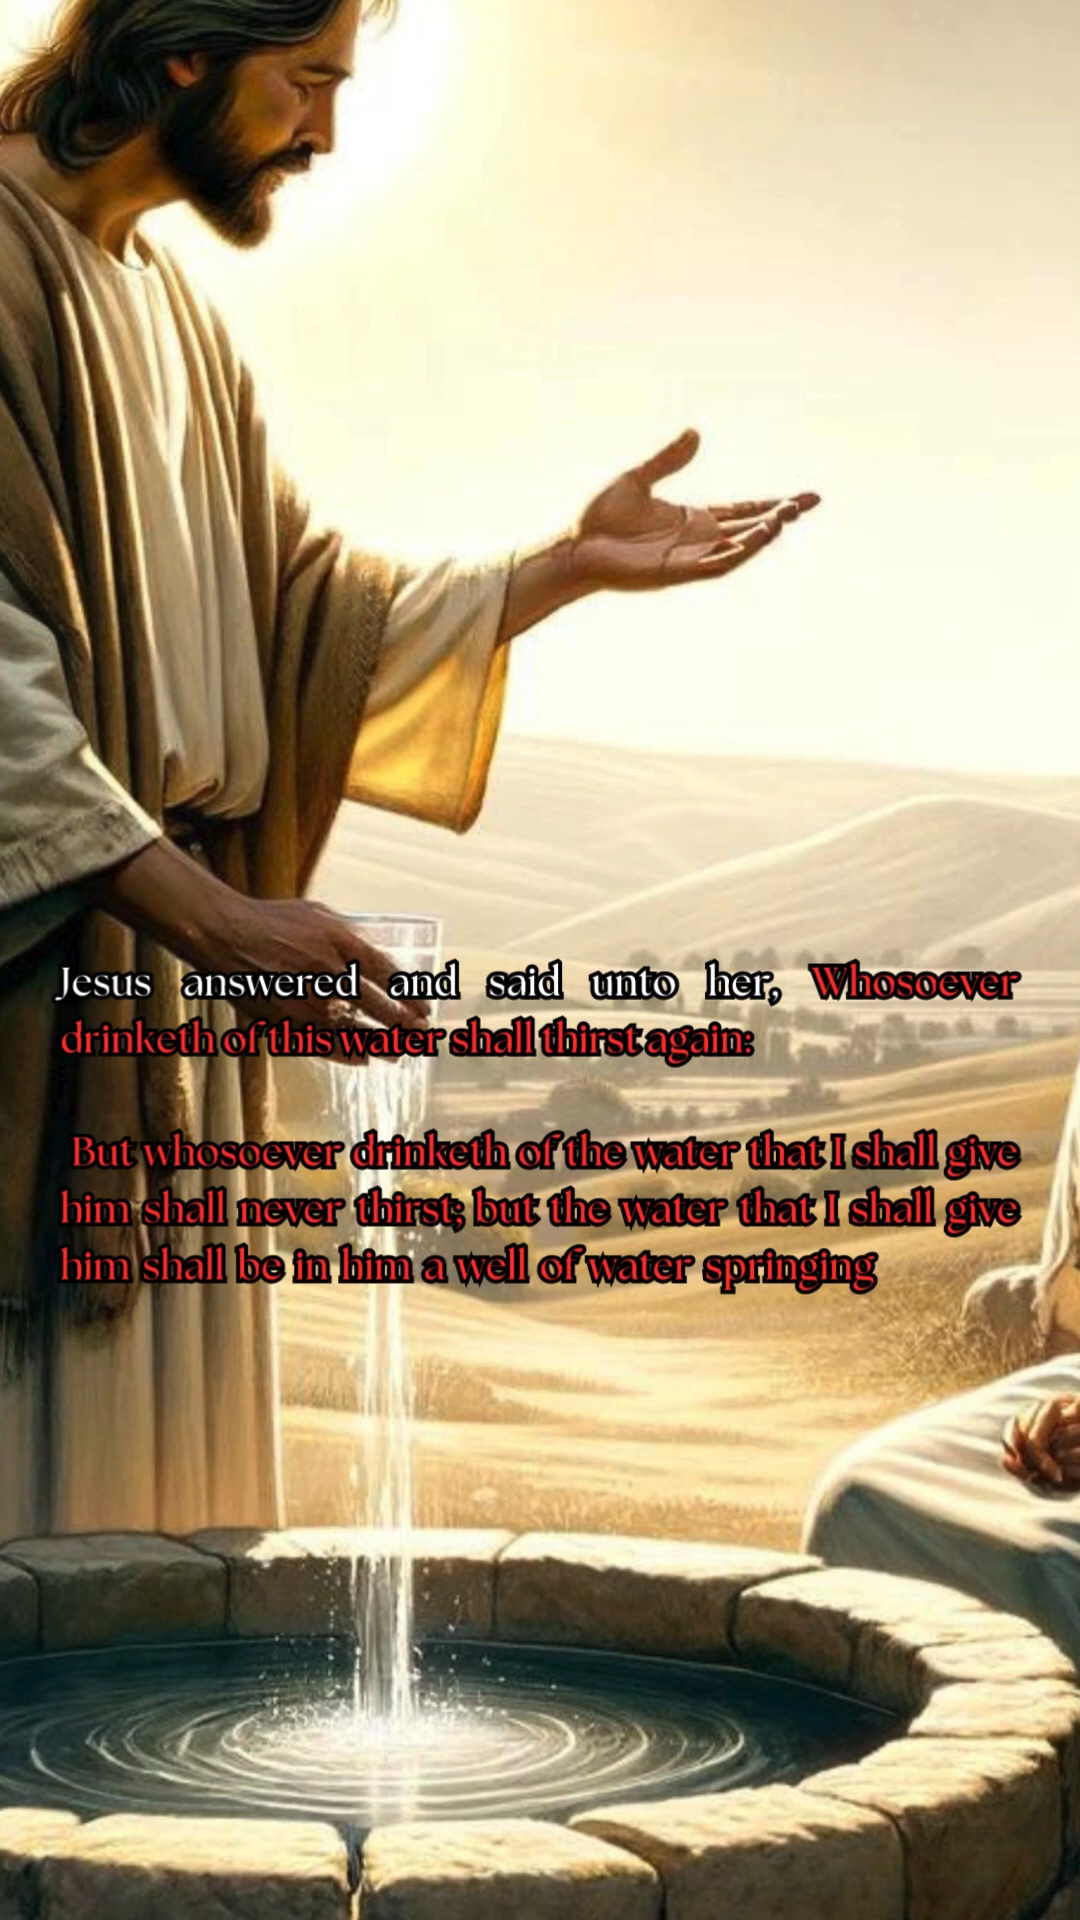 Jesus answered and said unto her, Whosoever
drinketh of this water shall thirst again:
But whosoever drinketh of the water that I shall give
him shall never thirst; but the water that I shall give
him shall be in him a well of water springing